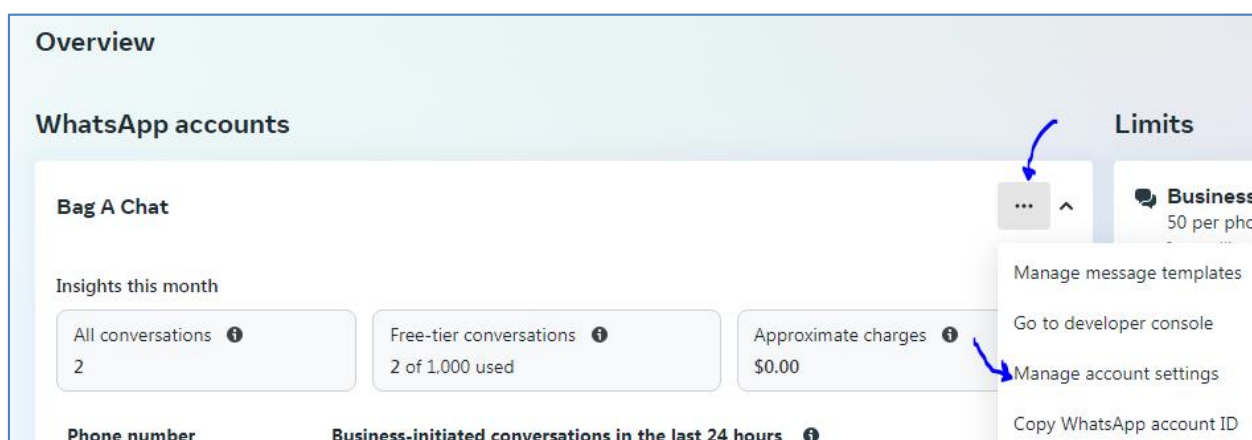 Overview
WhatsApp accounts
Limits
Bag A Chat
Business
50 per pho
Manage message templates
Insights this month
Go to developer console
All conversations
Free-tier conversations
Approximate charges
2
2 of 1,000 used
$0.00
Manage account settings
Copy WhatsApp account ID
Phone number
Business-initiated conversations in the last 24 hours